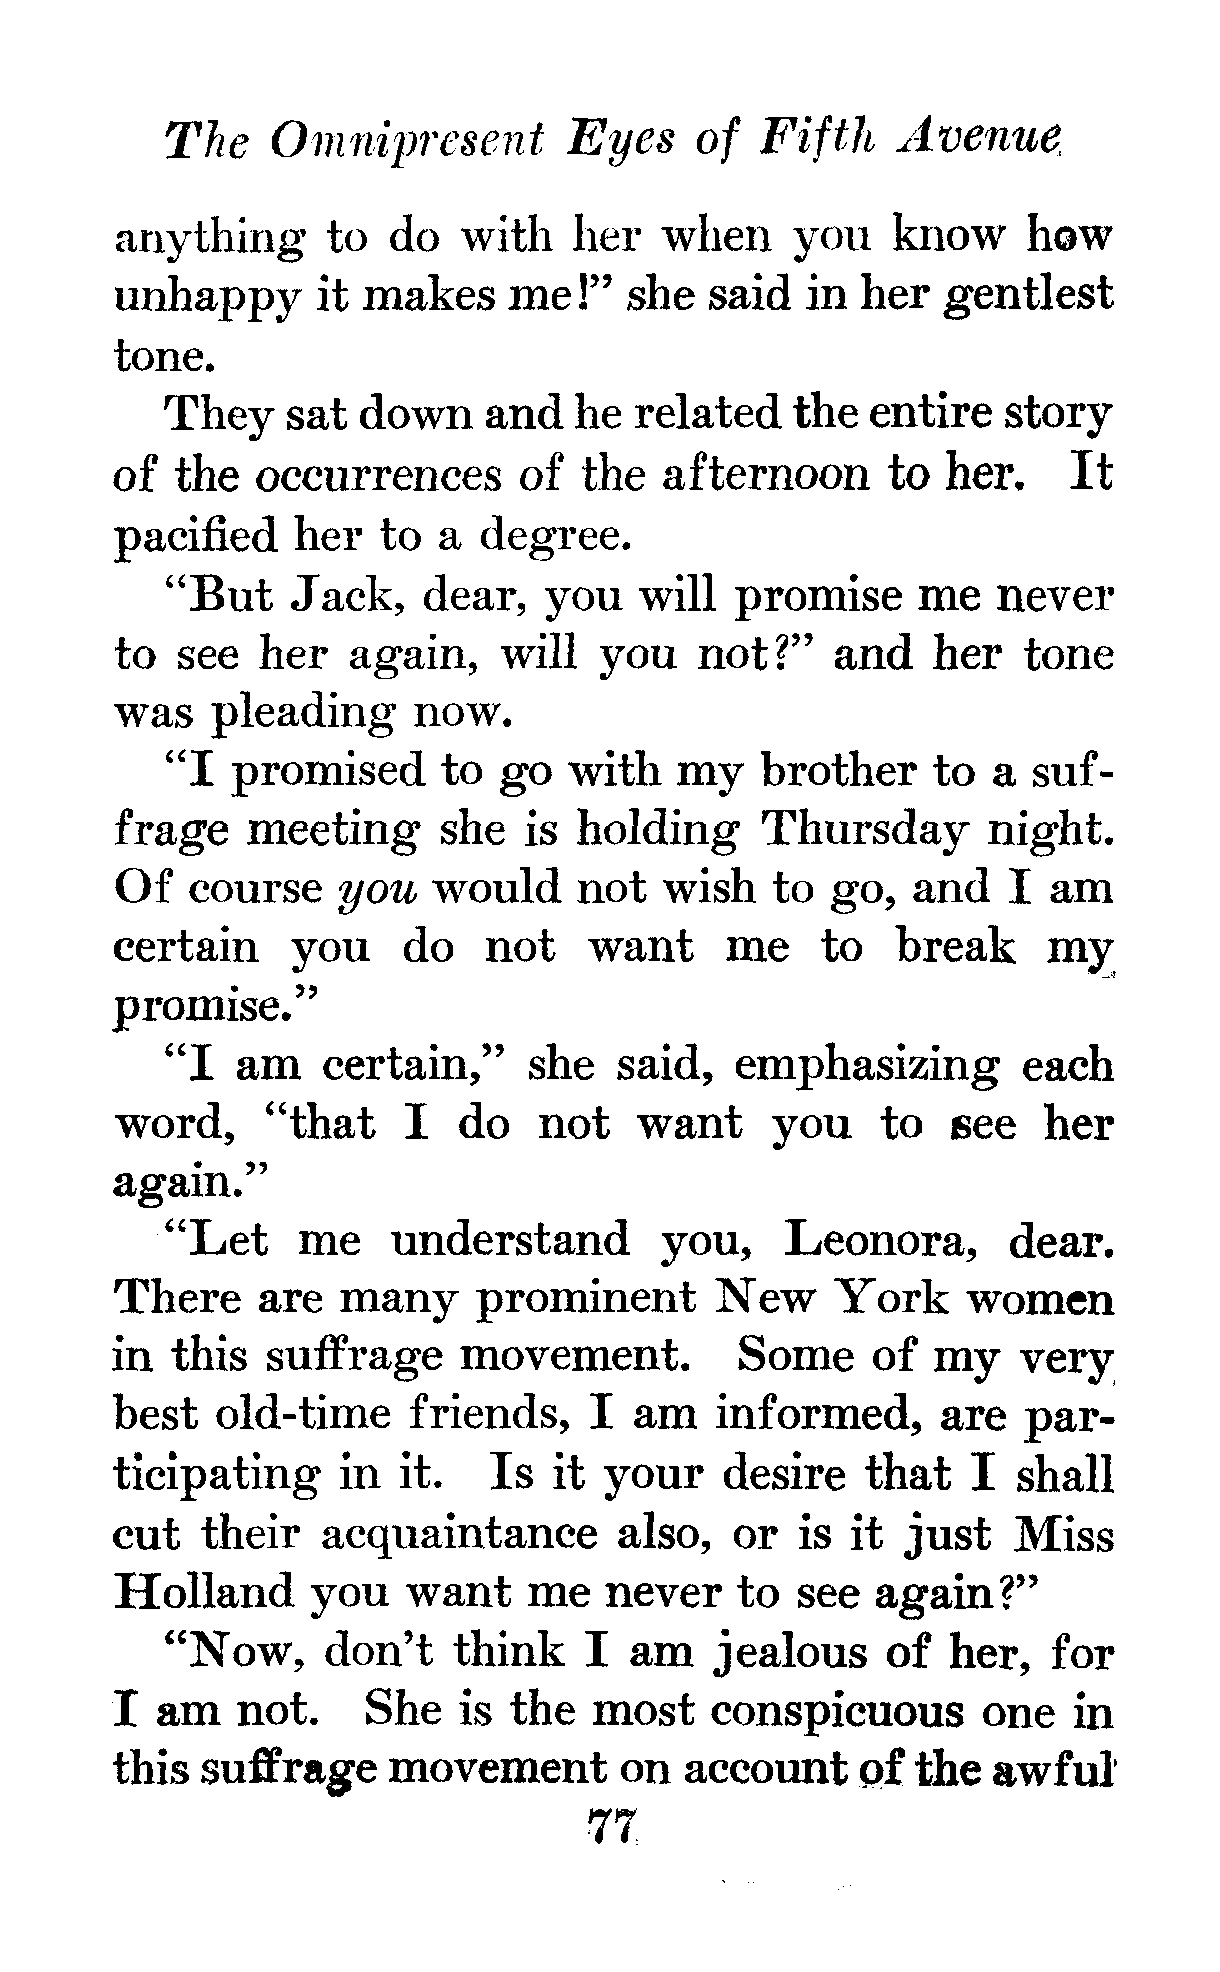 The Omnipresent Eyes of Fifth Avenue
anything to do with her when you know how
unhappy it makes me!” she said in her gentlest
tone.
They sat down and he related the entire story
of the occurrences of the afternoon to her. It
pacified her to a degree.
“But Jack, dear, you will promise me never
to see her again, will you not?” and her tone
was pleading now.
“I promised to go with my brother to a suf-
frage meeting she is holding Thursday night.
Of course you would not wish to go, and I am
certain you do not want me to break my
promise.”
“I am certain,” she said, emphasizing each
word, “that I do not want you to see her
again.”
“Let me understand you, Leonora, dear.
There are many prominent New York women
in this suffrage movement. Some of my very
best old-time friends, I am informed, are par-
ticipating in it. Is it your desire that I shall
cut their acquaintance also, or is it just Miss
Holland you want me never to see again?”
“Now, don’t think I am jealous of her, for
I am not. She is the most conspicuous one in
this suffrage movement on account of the awful
77